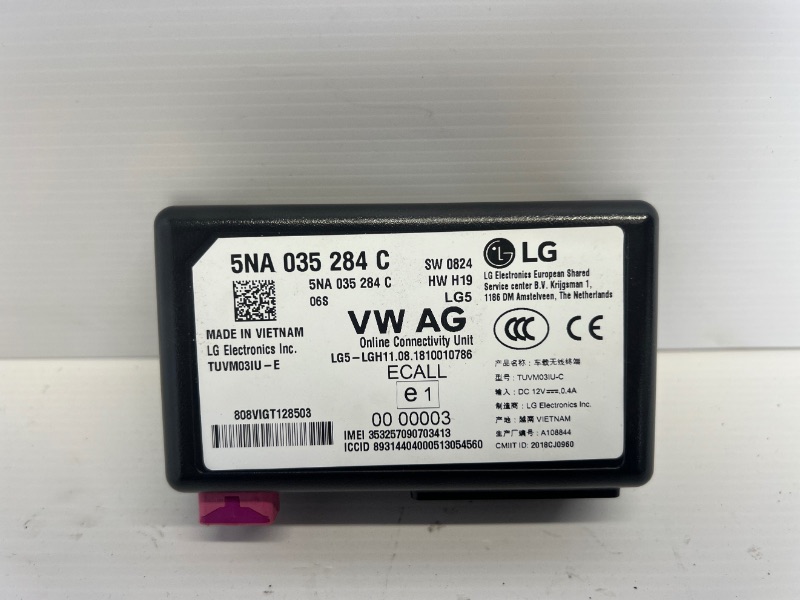 5NA 035 284 C
5NA 035 284 C
06S
SW 0824
HW H19
LG5
LG
LG Electronics European Shared
Service center B.V. Krijgsman 1,
1186 DM Amstelveen, The Netherlands
MADE IN VIETNAM
LG Electronics Inc.
TUVM03IU-E
808VIGT128503
VW AG
Online Connectivity Unit
LG5-LGH11.08.1810010786
ECALL
e 1
00 00003
IMEI 353257090703413
ICCID 89314404000513054560
CCC
CE
产品名称：车载无线终端
型号：TUVM03IU-C
输入：DC 12V⎓,0.4A
制造商：LG Electronics Inc.
产地：越南 VIETNAM
生产厂编号：A108844
CMIIT ID: 2018CJ0960